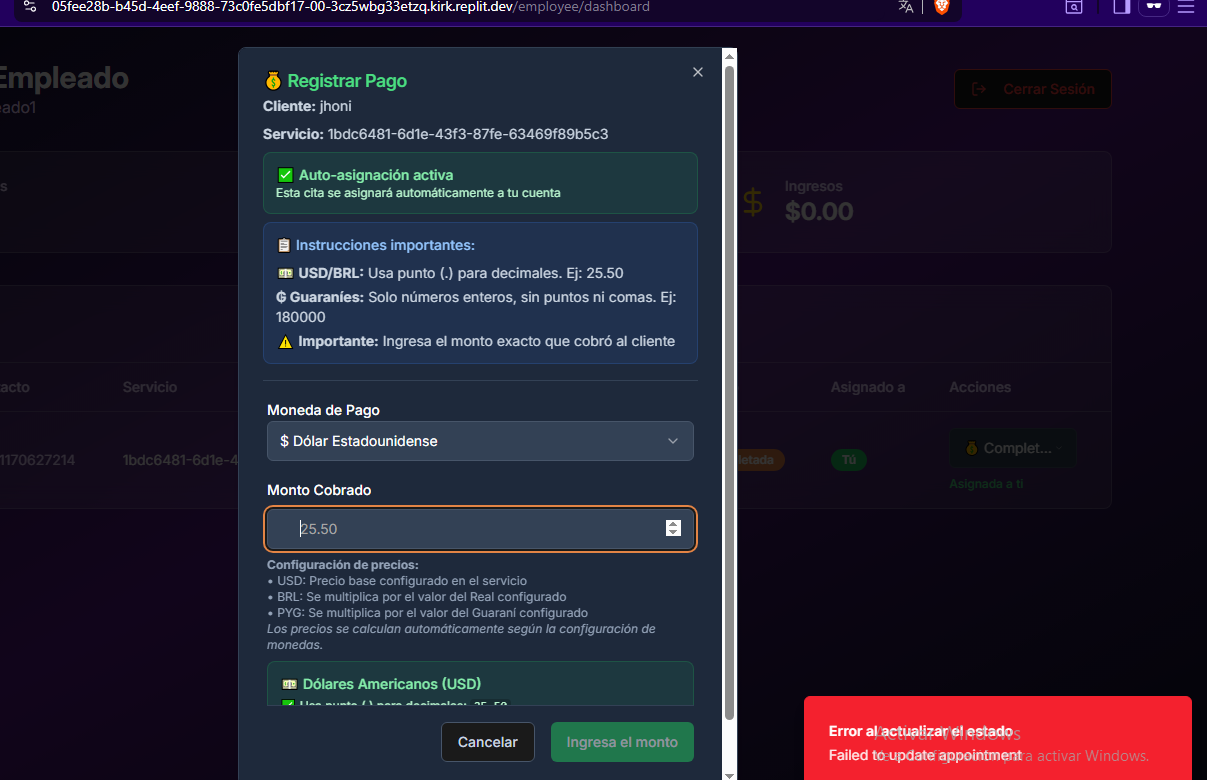 05fee28b-b45d-4eef-9888-73c0fe5dbf17-00-3cz5wbg33etzq.kirk.replit.dev/employee/dashboard
Empleado
eado1
Cerrar Sesión
s
Ingresos
$0.00
acto
Servicio
Asignado a
Acciones
1170627214
1bdc6481-6d1e-4
etada
Tú
💰 Complet...
Asignada a ti
💰 Registrar Pago
Cliente: jhoni
Servicio: 1bdc6481-6d1e-43f3-87fe-63469f89b5c3
✅ Auto-asignación activa
Esta cita se asignará automáticamente a tu cuenta
📋 Instrucciones importantes:
💵 USD/BRL: Usa punto (.) para decimales. Ej: 25.50
₲ Guaraníes: Solo números enteros, sin puntos ni comas. Ej:
180000
⚠️ Importante: Ingresa el monto exacto que cobró al cliente
Moneda de Pago
$ Dólar Estadounidense
Monto Cobrado
25.50
Configuración de precios:
• USD: Precio base configurado en el servicio
• BRL: Se multiplica por el valor del Real configurado
• PYG: Se multiplica por el valor del Guaraní configurado
Los precios se calculan automáticamente según la configuración de
monedas.
💵 Dólares Americanos (USD)
✅ Usa punto (.) para decimales: 25.50
Cancelar
Ingresa el monto
Error al actualizar el estado
Failed to update appointment
Activar Windows
para activar Windows.